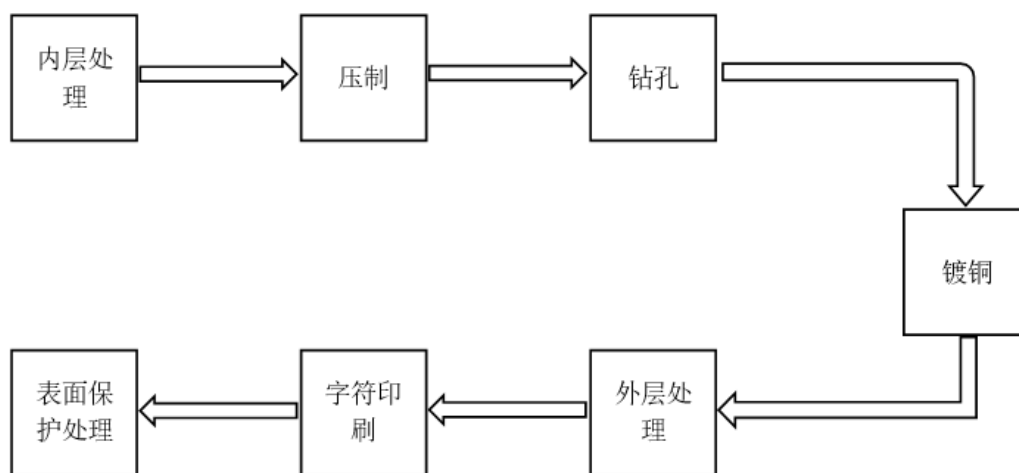 内层处
理
压制
钻孔
镀铜
外层处
理
字符印
刷
表面保
护处理